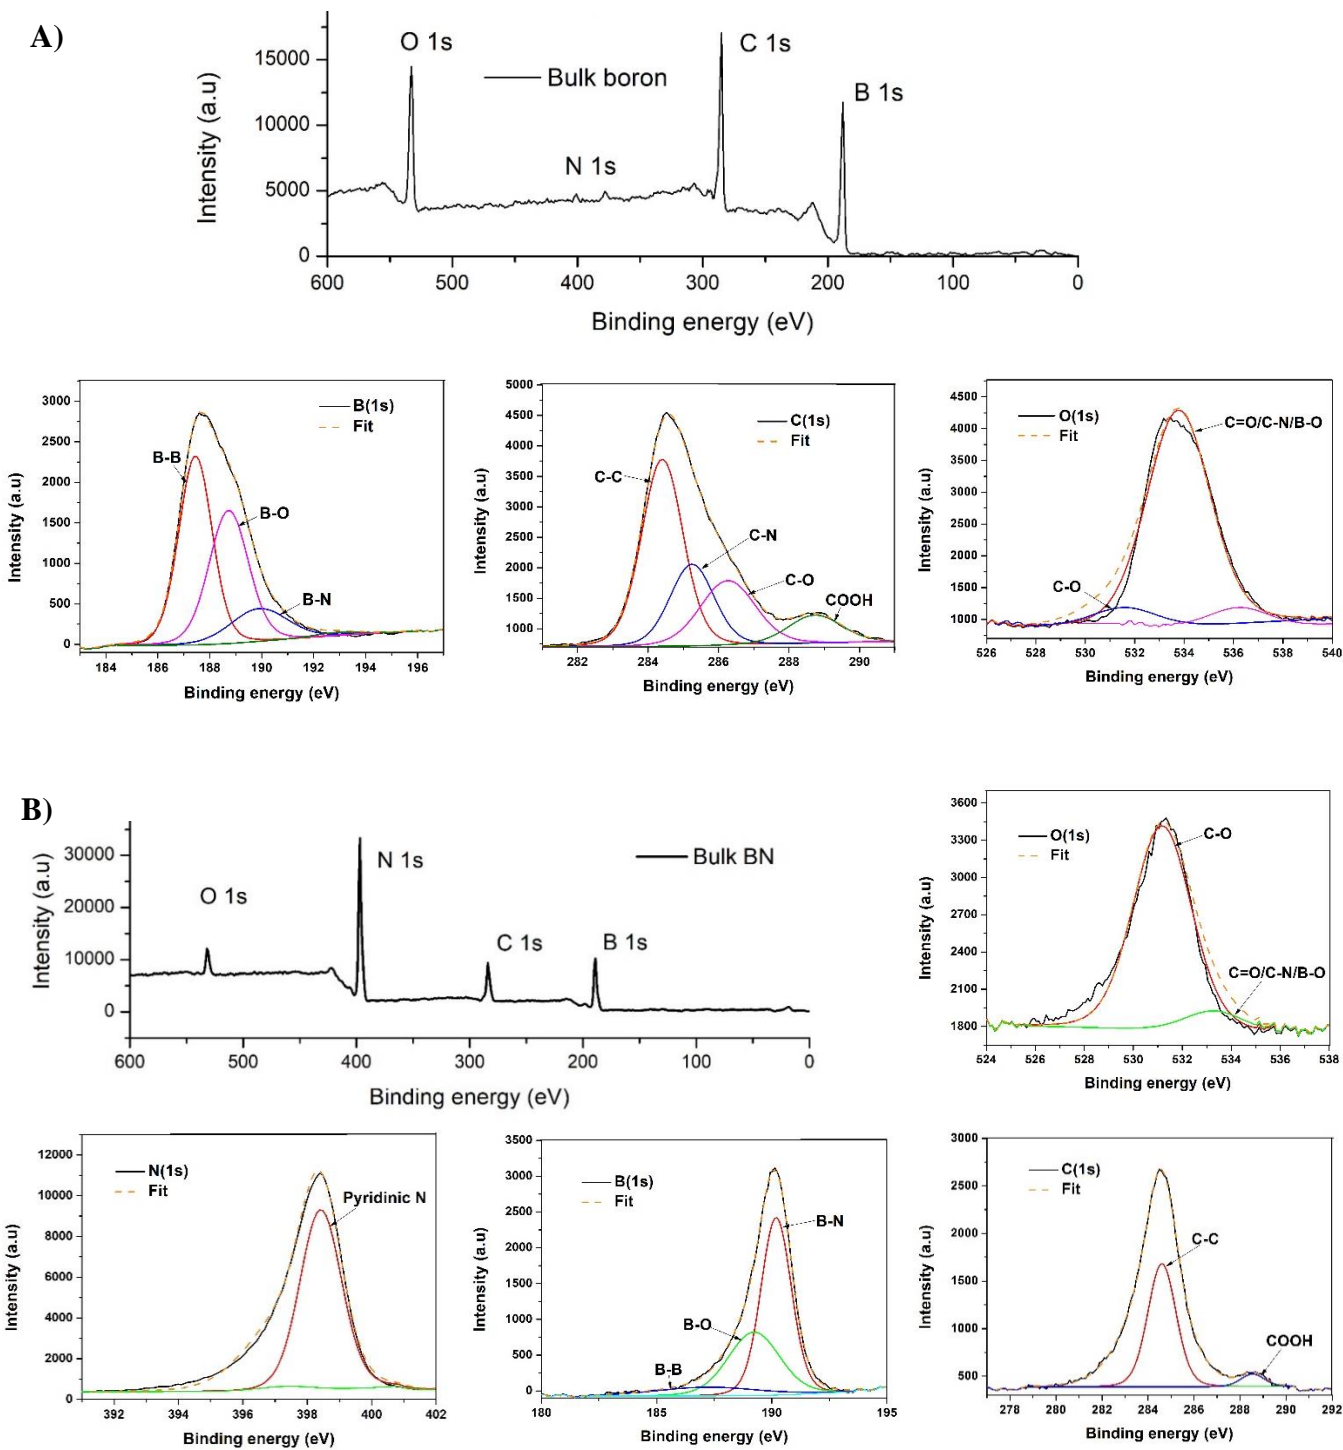 A)
O 1s
C 1s
Bulk boron
B 1s
N 1s
Intensity (a.u)
15000
10000
5000
0
600
500
400
300
200
100
0
Binding energy (eV)
B(1s)
Fit
B-B
B-O
B-N
Intensity (a.u)
3000
2500
2000
1500
1000
500
0
184 186 188 190 192 194 196
Binding energy (eV)
C(1s)
Fit
C-C
C-N
C-O
COOH
Intensity (a.u)
5000
4500
4000
3500
3000
2500
2000
1500
1000
282 284 286 288 290
Binding energy (eV)
O(1s)
Fit
C=O/C-N/B-O
C-O
Intensity (a.u)
4500
4000
3500
3000
2500
2000
1500
1000
526 528 530 532 534 536 538 540
Binding energy (eV)
B)
N 1s
Bulk BN
O 1s
C 1s
B 1s
Intensity (a.u)
30000
20000
10000
0
600 500 400 300 200 100 0
Binding energy (eV)
O(1s)
Fit
C-O
C=O/C-N/B-O
Intensity (a.u)
3600
3300
3000
2700
2400
2100
1800
524 526 528 530 532 534 536 538
Binding energy (eV)
N(1s)
Fit
Pyridinic N
Intensity (a.u)
12000
10000
8000
6000
4000
2000
0
392 394 396 398 400 402
Binding energy (eV)
B(1s)
Fit
B-N
B-O
B-B
Intensity (a.u)
3500
3000
2500
2000
1500
1000
500
0
180 185 190 195
Binding energy (eV)
C(1s)
Fit
C-C
COOH
Intensity (a.u)
3000
2500
2000
1500
1000
500
278 280 282 284 286 288 290 292
Binding energy (eV)